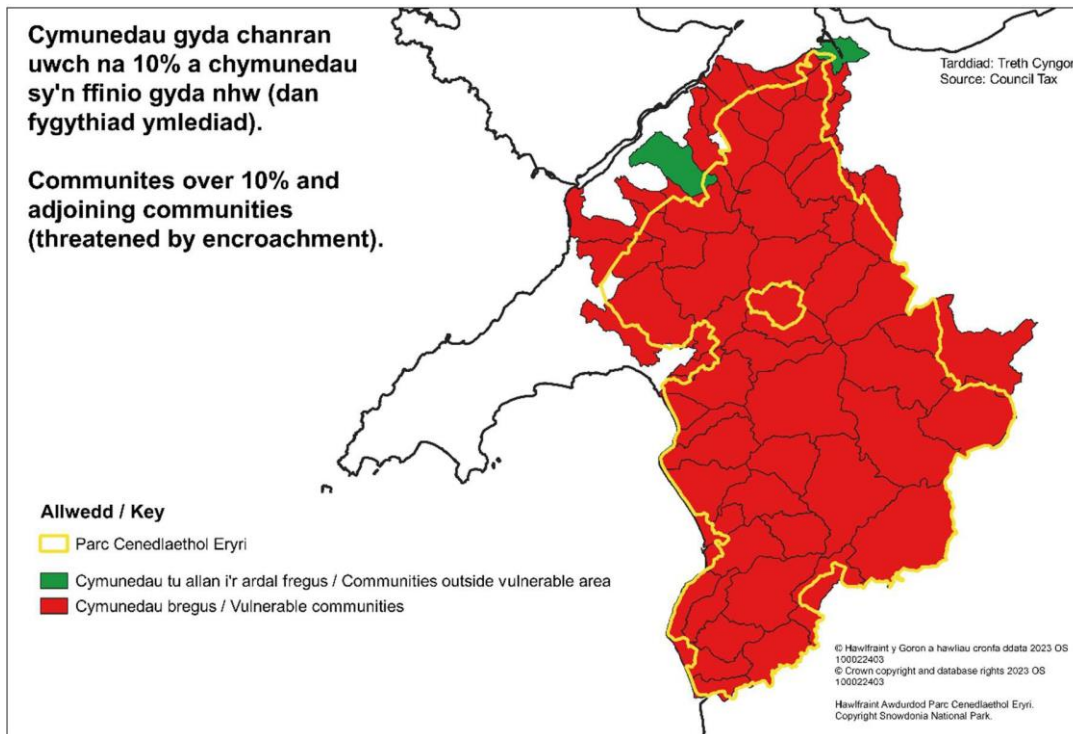 Cymunedau gyda chanran
uwch na 10% a chymunedau
sy'n ffinio gyda nhw (dan
fygythiad ymlediad).
Communites over 10% and
adjoining communities
(threatened by encroachment).
Tarddiad: Treth Cyngor
Source: Council Tax
Allwedd / Key
Parc Cenedlaethol Eryri
Cymunedau tu allan i'r ardal fregus / Communities outside vulnerable area
Cymunedau bregus / Vulnerable communities
© Hawlfraint y Goron a hawliau cronfa ddata 2023 OS
100022403
© Crown copyright and database rights 2023 OS
100022403
Hawlfraint Awdurdod Parc Cenedlaethol Eryri.
Copyright Snowdonia National Park.